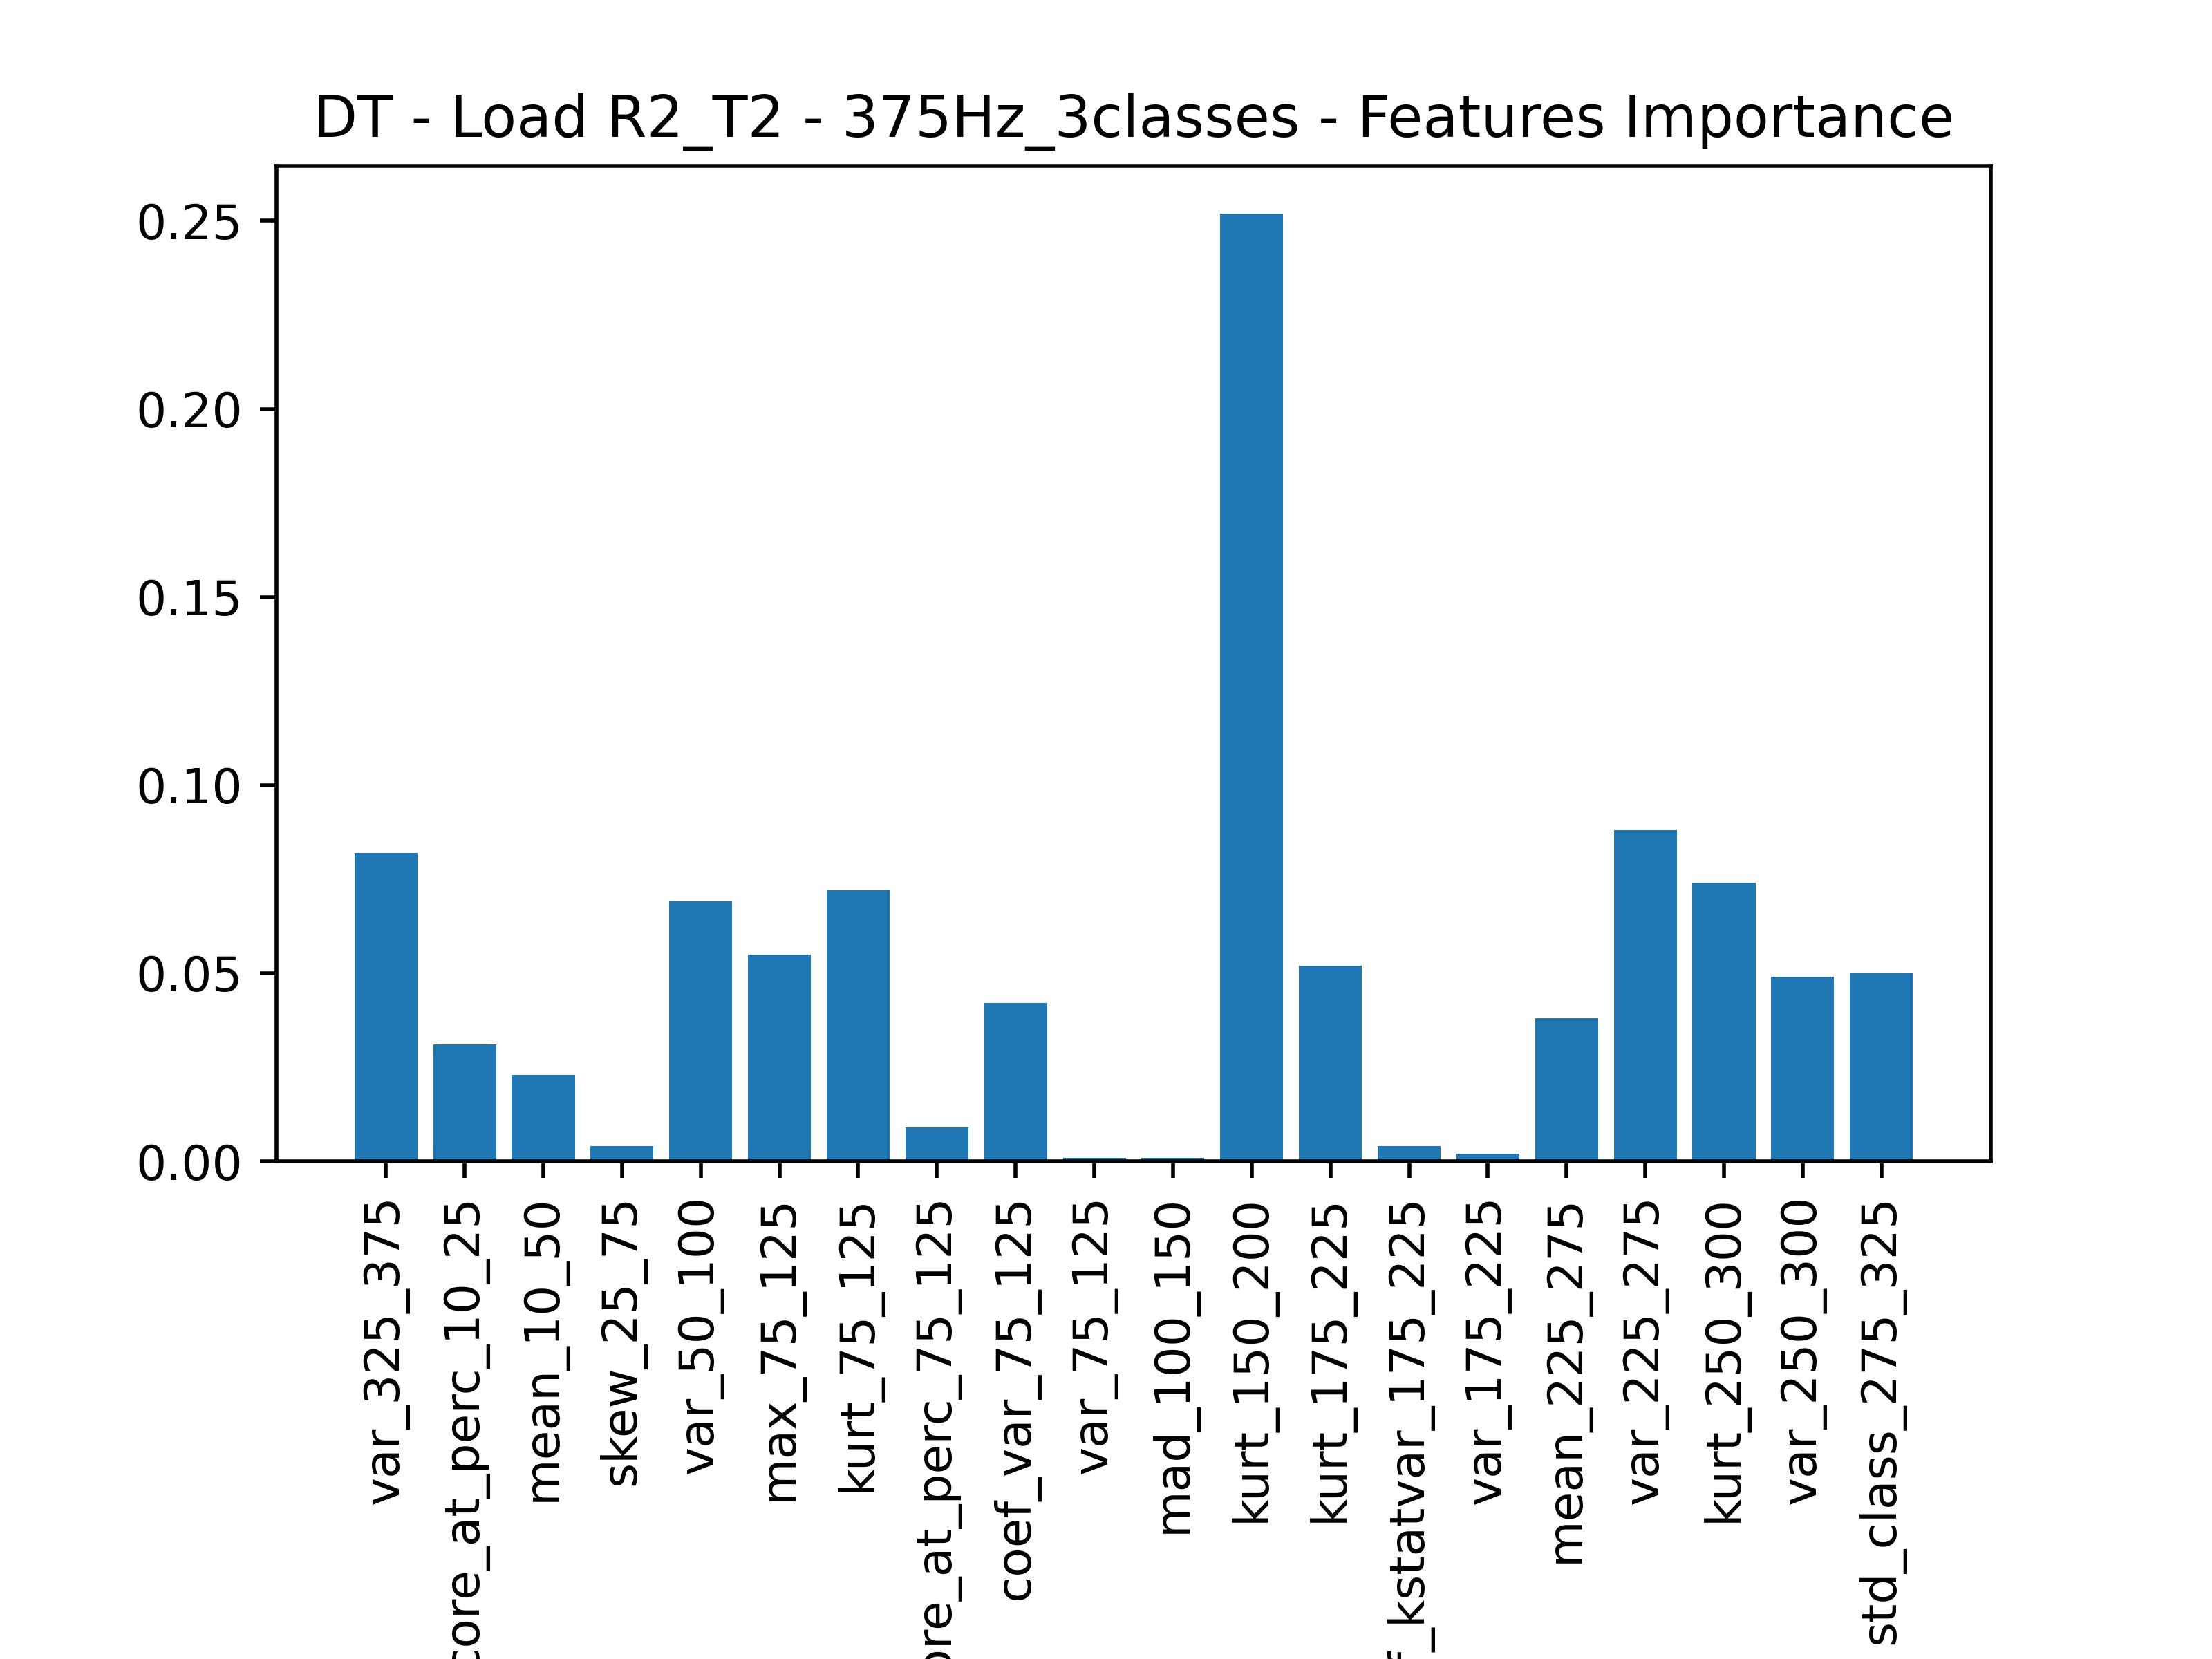 DT - Load R2_T2 - 375Hz_3classes - Features Importance
0.25
0.20
0.15
0.10
0.05
0.00
var_325_375
core_at_perc_10_25
mean_10_50
skew_25_75
var_50_100
max_75_125
kurt_75_125
ore_at_perc_75_125
coef_var_75_125
var_75_125
mad_100_150
kurt_150_200
kurt_175_225
f_kstatvar_175_225
var_175_225
mean_225_275
var_225_275
kurt_250_300
var_250_300
std_class_275_325